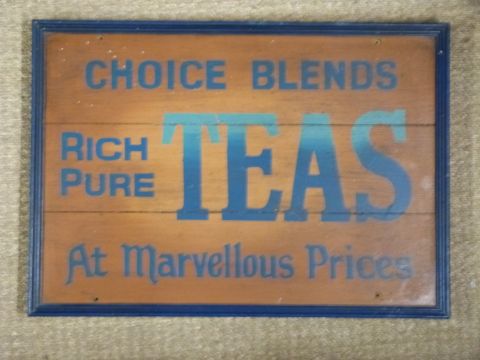 CHOICE BLENDS
RICH PURE TEAS
At Marvellous Prices